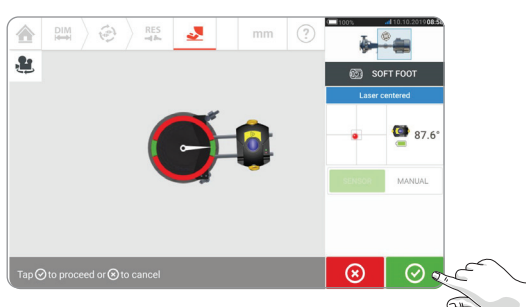 DIM
RES
mm
?
100%
10.10.2019 08:58
SOFT FOOT
Laser centered
87.6°
SENSOR
MANUAL
Tap to proceed or to cancel